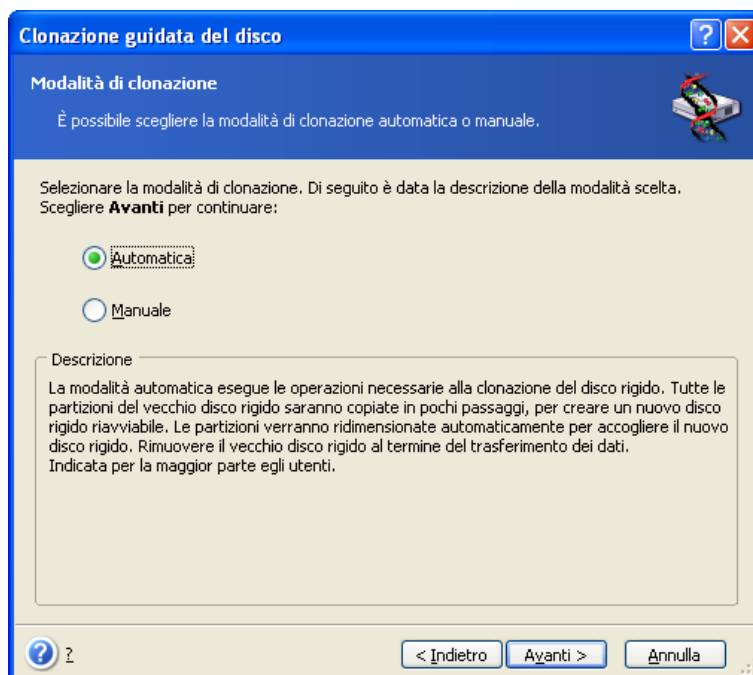 Clonazione guidata del disco
Modalità di clonazione
È possibile scegliere la modalità di clonazione automatica o manuale.
Selezionare la modalità di clonazione. Di seguito è data la descrizione della modalità scelta.
Scegliere Avanti per continuare:
Automatica
Manuale
Descrizione
La modalità automatica esegue le operazioni necessarie alla clonazione del disco rigido. Tutte le
partizioni del vecchio disco rigido saranno copiate in pochi passaggi, per creare un nuovo disco
rigido riavviabile. Le partizioni verranno ridimensionate automaticamente per accogliere il nuovo
disco rigido. Rimuovere il vecchio disco rigido al termine del trasferimento dei dati.
Indicata per la maggior parte egli utenti.
? < Indietro Avanti > Annulla